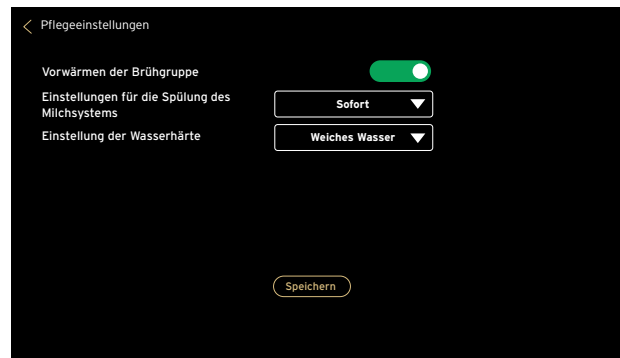 Pflegeeinstellungen
Vorwärmen der Brühgruppe
Einstellungen für die Spülung des
Milchsystems
Sofort
Einstellung der Wasserhärte
Weiches Wasser
Speichern